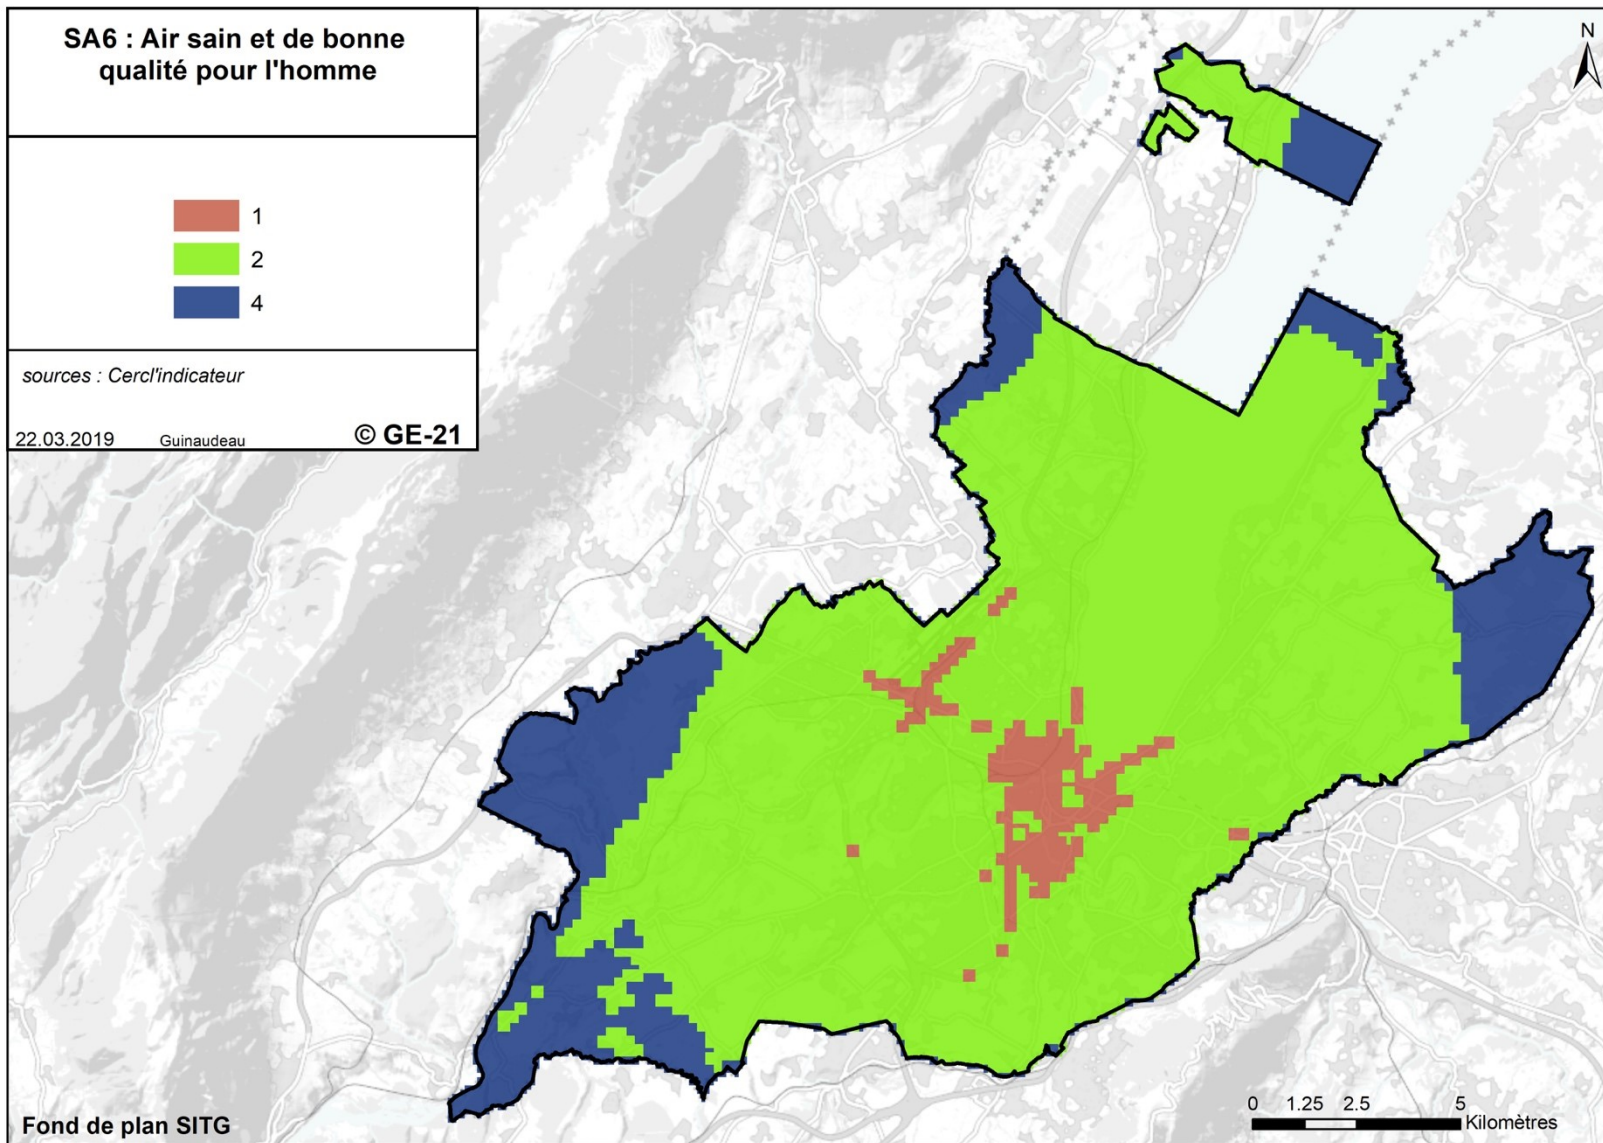 SA6 : Air sain et de bonne
qualité pour l'homme
1
2
4
sources : Cercl'indicateur
22.03.2019 Guinaudeau © GE-21
N
Fond de plan SITG
0 1.25 2.5 5
Kilomètres